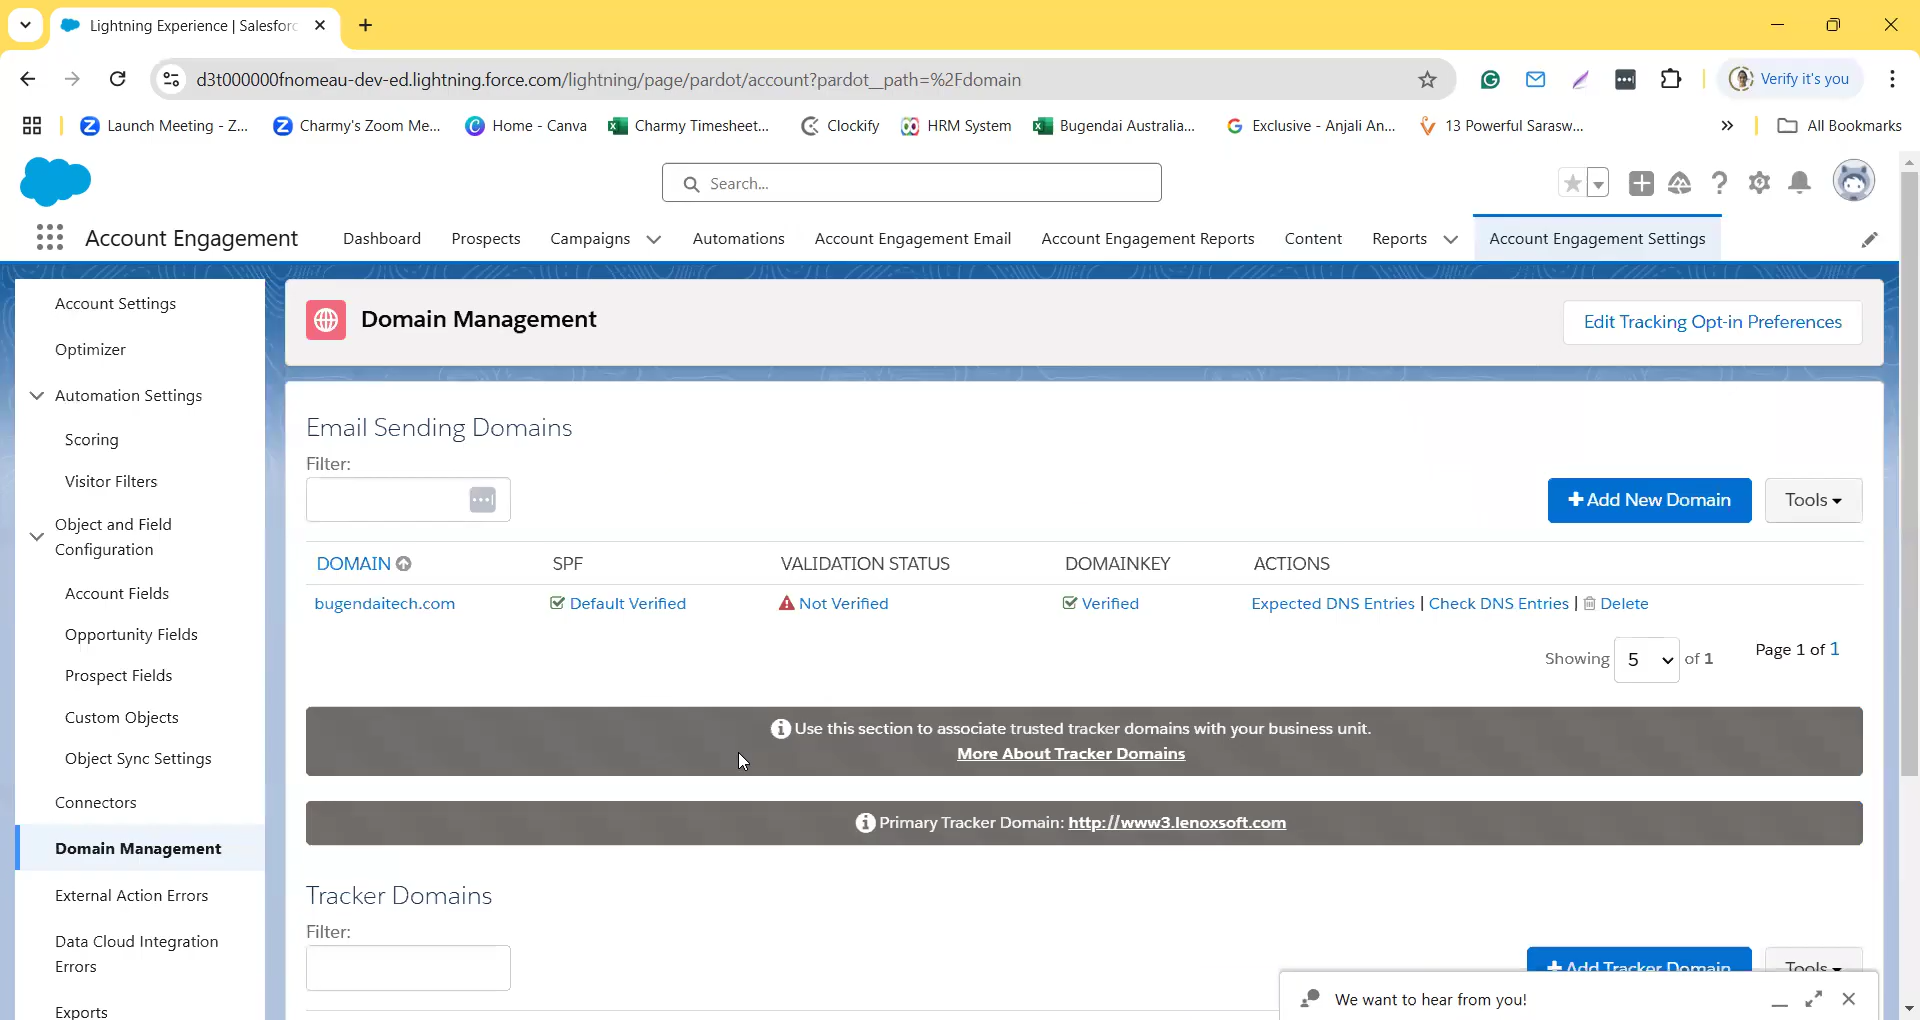 Lightning Experience | Salesforc
d3t000000fnomeau-dev-ed.lightning.force.com/lightning/page/pardot/account?pardot__path=%2Fdomain
Verify it's you
Launch Meeting - Z...
Charmy's Zoom Me...
Home - Canva
Charmy Timesheet...
Clockify
HRM System
Bugendai Australia...
Exclusive - Anjali An...
13 Powerful Sarasw...
All Bookmarks
Search...
Account Engagement
Dashboard
Prospects
Campaigns
Automations
Account Engagement Email
Account Engagement Reports
Content
Reports
Account Engagement Settings
Account Settings
Optimizer
Automation Settings
Scoring
Visitor Filters
Object and Field
Configuration
Account Fields
Opportunity Fields
Prospect Fields
Custom Objects
Object Sync Settings
Connectors
Domain Management
External Action Errors
Data Cloud Integration
Errors
Exports
Domain Management
Edit Tracking Opt-in Preferences
Email Sending Domains
Filter:
+ Add New Domain
Tools
DOMAIN SPF VALIDATION STATUS DOMAINKEY ACTIONS
bugendaitech.com Default Verified Not Verified Verified Expected DNS Entries | Check DNS Entries | Delete
Showing 5 of 1 Page 1 of 1
Use this section to associate trusted tracker domains with your business unit.
More About Tracker Domains
Primary Tracker Domain: http://www3.lenoxsoft.com
Tracker Domains
Filter:
+ Add Tracker Domain
Tools
We want to hear from you!